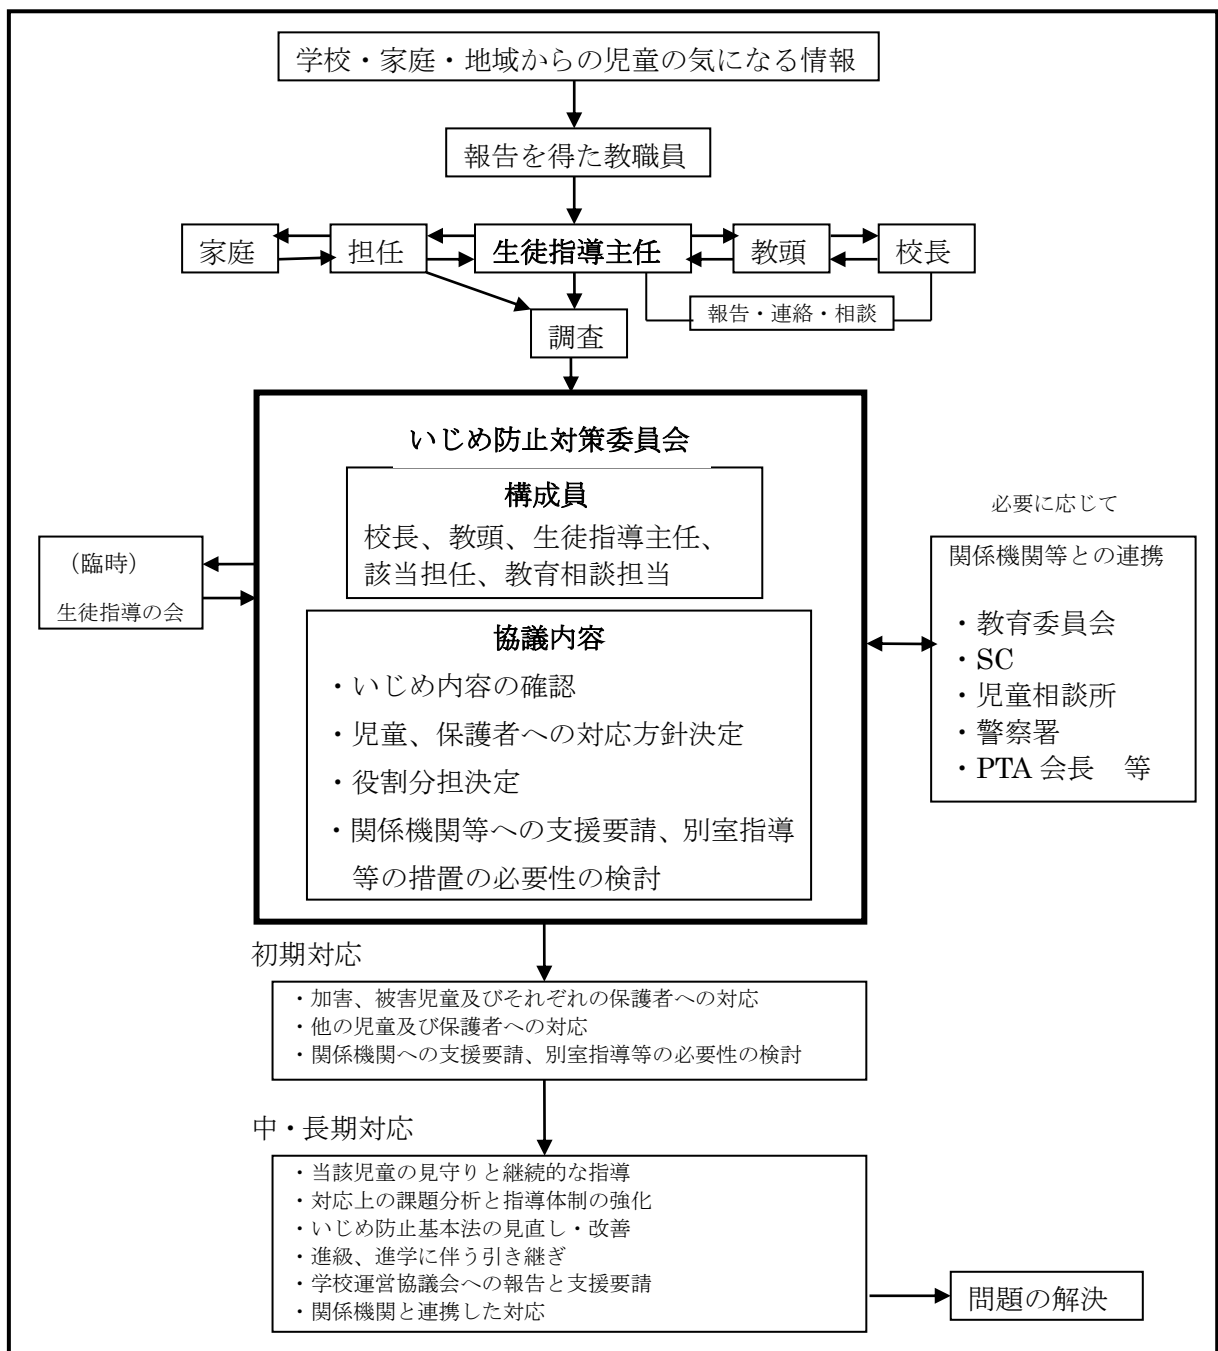 学校・家庭・地域からの児童の気になる情報
報告を得た教職員
家庭
担任
生徒指導主任
教頭
校長
報告・連絡・相談
調査
いじめ防止対策委員会
構成員
校長、教頭、生徒指導主任、
該当担任、教育相談担当
協議内容
・いじめ内容の確認
・児童、保護者への対応方針決定
・役割分担決定
・関係機関等への支援要請、別室指導
等の措置の必要性の検討
（臨時）
生徒指導の会
必要に応じて
関係機関等との連携
・教育委員会
・SC
・児童相談所
・警察署
・PTA 会長　等
初期対応
・加害、被害児童及びそれぞれの保護者への対応
・他の児童及び保護者への対応
・関係機関への支援要請、別室指導等の必要性の検討
中・長期対応
・当該児童の見守りと継続的な指導
・対応上の課題分析と指導体制の強化
・いじめ防止基本法の見直し・改善
・進級、進学に伴う引き継ぎ
・学校運営協議会への報告と支援要請
・関係機関と連携した対応
問題の解決